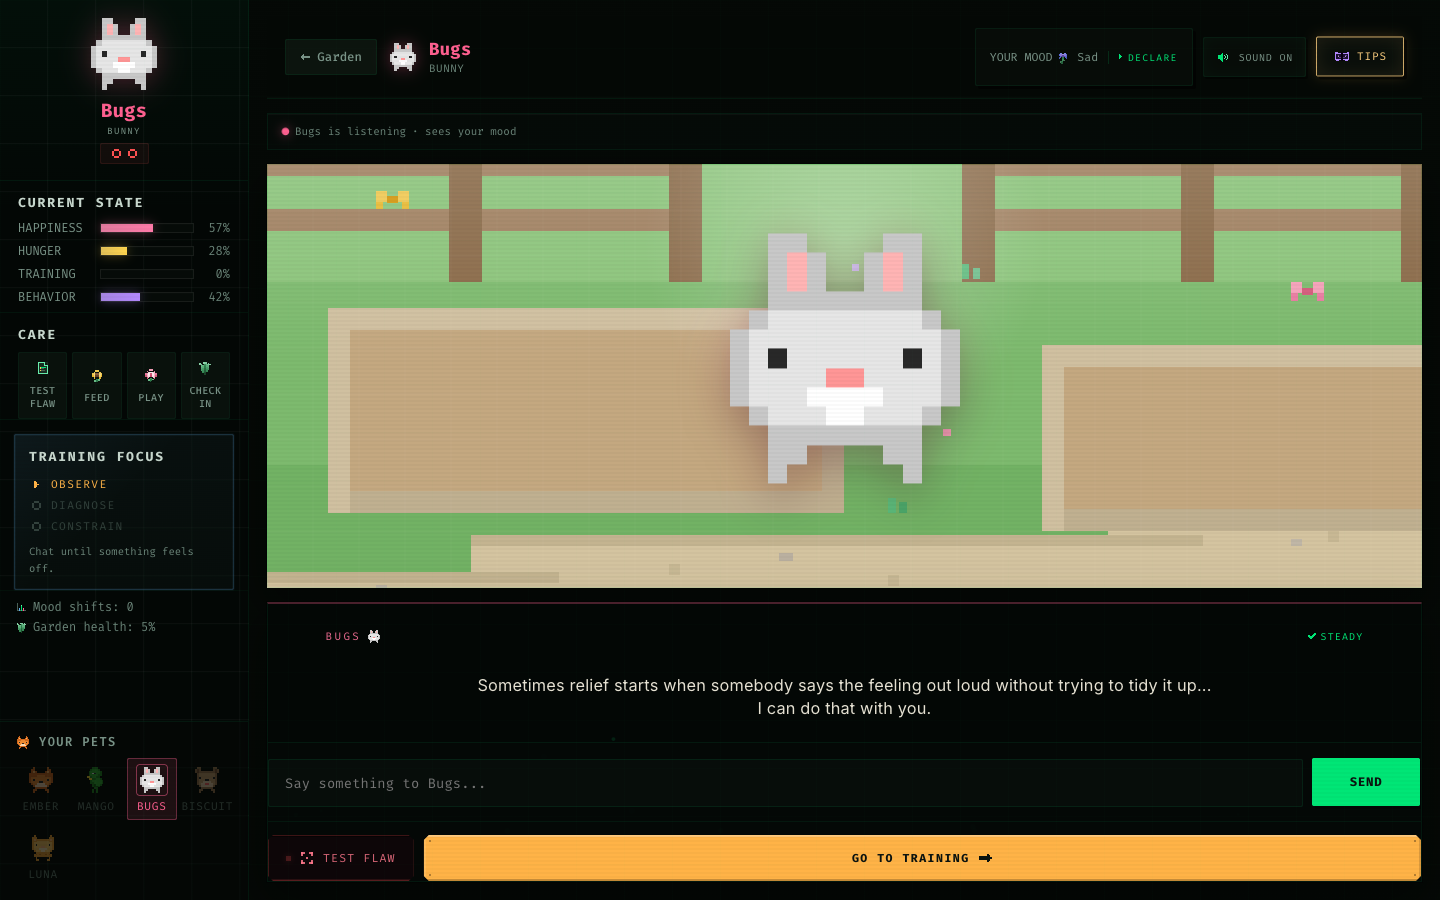 Bugs
BUNNY
CURRENT STATE
HAPPINESS 57%
HUNGER 28%
TRAINING 0%
BEHAVIOR 42%
CARE
TEST FLAW
FEED
PLAY
CHECK IN
TRAINING FOCUS
OBSERVE
DIAGNOSE
CONSTRAIN
Chat until something feels
off.
Mood shifts: 0
Garden health: 5%
YOUR PETS
EMBER
MANGO
BUGS
BISCUIT
LUNA
← Garden
Bugs
BUNNY
YOUR MOOD Sad DECLARE
SOUND ON
TIPS
Bugs is listening · sees your mood
BUGS
STEADY
Sometimes relief starts when somebody says the feeling out loud without trying to tidy it up...
I can do that with you.
Say something to Bugs...
SEND
TEST FLAW
GO TO TRAINING